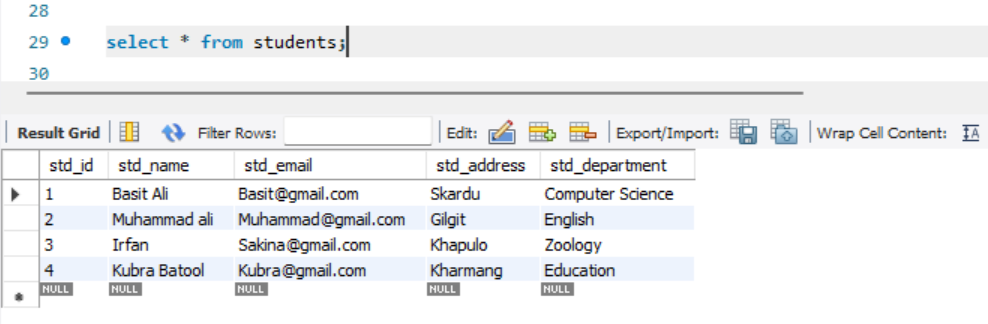 28
29 select * from students;
30
Result Grid Filter Rows: Edit: Export/Import: Wrap Cell Content: IA
std_id std_name std_email std_address std_department
1 Basit Ali Basit@gmail.com Skardu Computer Science
2 Muhammad ali Muhammad@gmail.com Gilgit English
3 Irfan Sakina@gmail.com Khapulo Zoology
4 Kubra Batool Kubra@gmail.com Kharmang Education
NULL NULL NULL NULL NULL